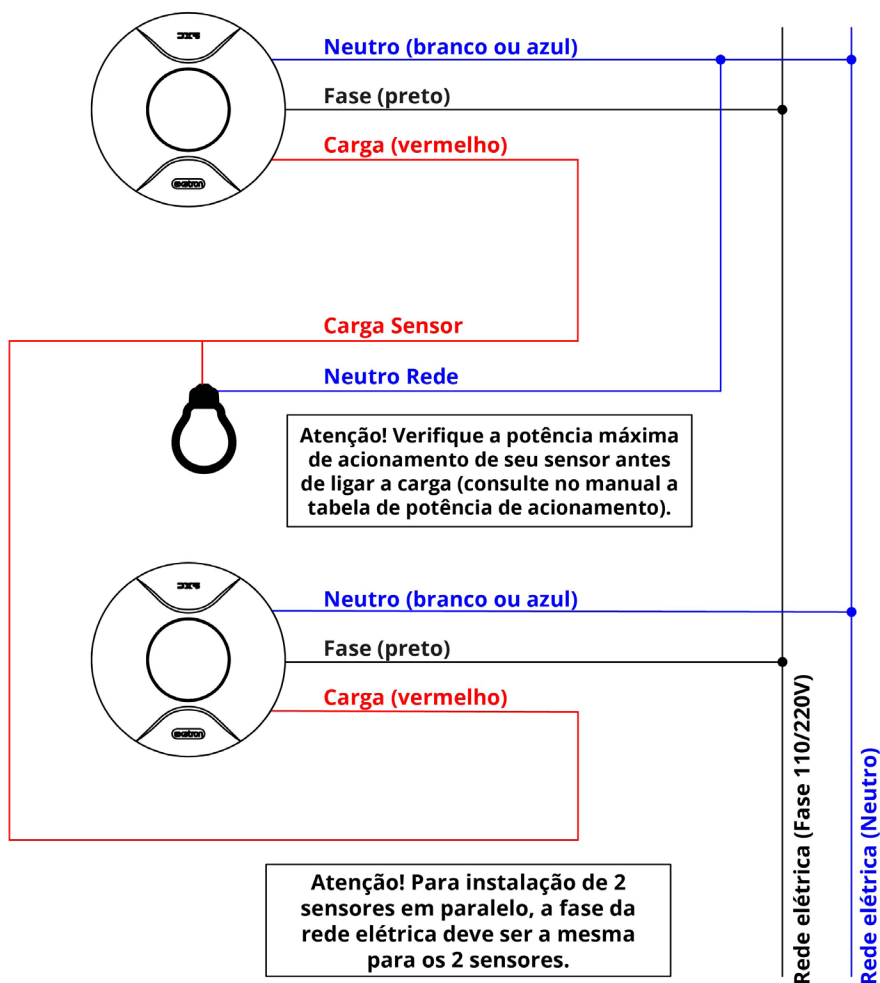 Neutro (branco ou azul)
Fase (preto)
Carga (vermelho)
exatron
Carga Sensor
Neutro Rede
Atenção! Verifique a potência máxima
de acionamento de seu sensor antes
de ligar a carga (consulte no manual a
tabela de potência de acionamento).
Neutro (branco ou azul)
Fase (preto)
Carga (vermelho)
exatron
Rede elétrica (Fase 110/220V)
Rede elétrica (Neutro)
Atenção! Para instalação de 2
sensores em paralelo, a fase da
rede elétrica deve ser a mesma
para os 2 sensores.